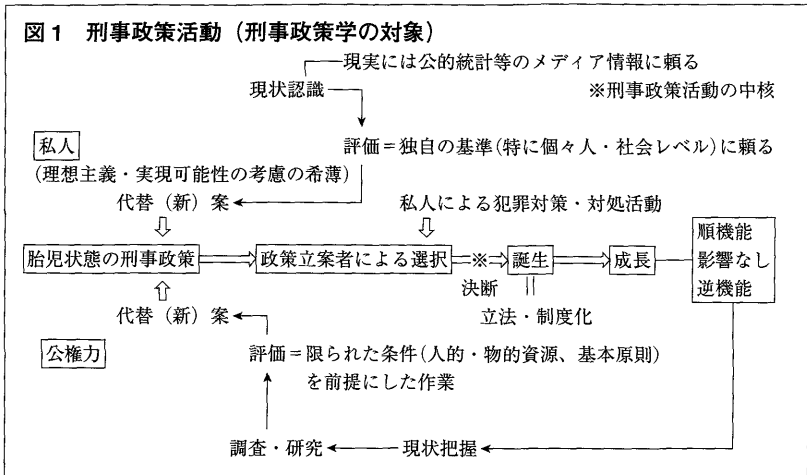 図1 刑事政策活動（刑事政策学の対象）
現実には公的統計等のメディア情報に頼る
現状認識
※刑事政策活動の中核
私人
評価＝独自の基準(特に個々人・社会レベル)に頼る
(理想主義・実現可能性の考慮の希薄)
代替（新）案
私人による犯罪対策・対処活動
胎児状態の刑事政策
政策立案者による選択
※
誕生
成長
順機能
影響なし
逆機能
決断
立法・制度化
代替（新）案
公権力
評価＝限られた条件(人的・物的資源、基本原則)
を前提にした作業
調査・研究
現状把握